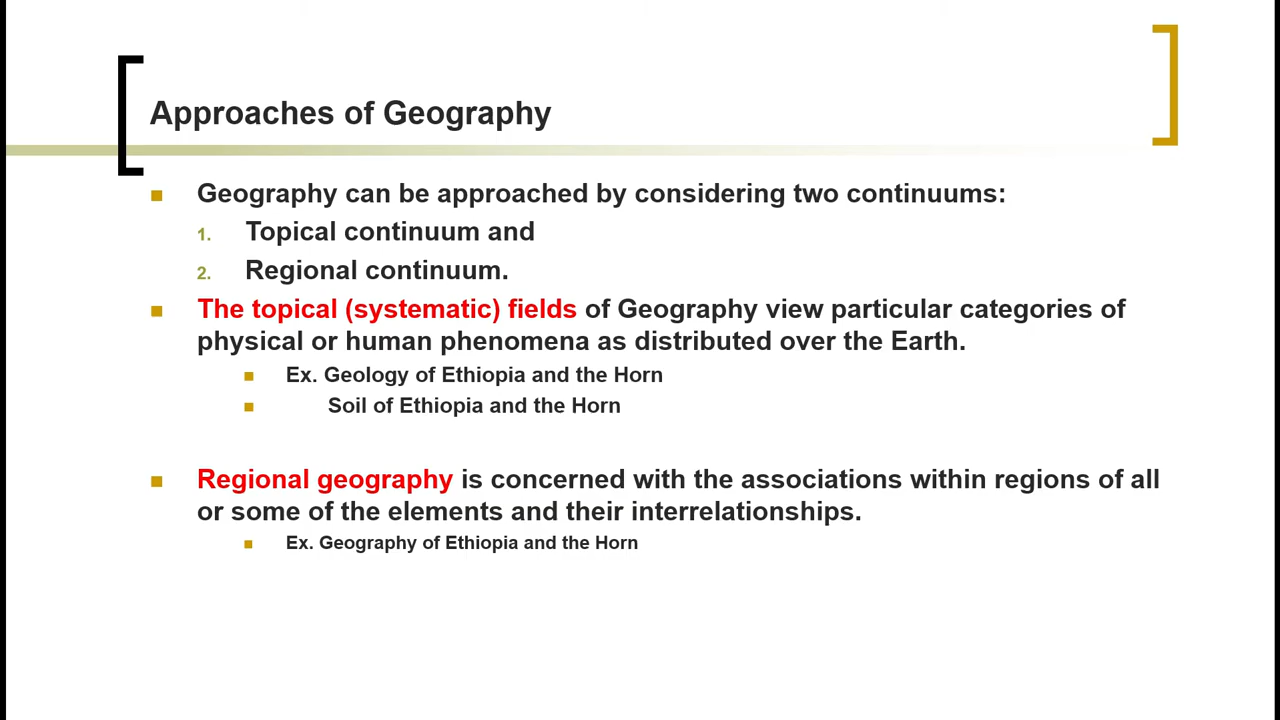 Approaches of Geography
Geography can be approached by considering two continuums:
1. Topical continuum and
2. Regional continuum.
The topical (systematic) fields of Geography view particular categories of
physical or human phenomena as distributed over the Earth.
Ex. Geology of Ethiopia and the Horn
Soil of Ethiopia and the Horn
Regional geography is concerned with the associations within regions of all
or some of the elements and their interrelationships.
Ex. Geography of Ethiopia and the Horn